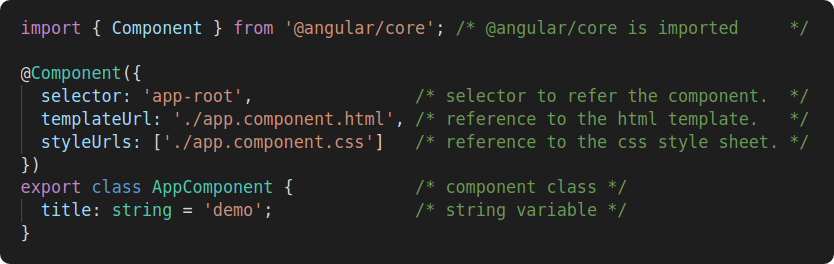 import { Component } from '@angular/core'; /* @angular/core is imported     */

@Component({
  selector: 'app-root',                /* selector to refer the component.  */
  templateUrl: './app.component.html', /* reference to the html template.   */
  styleUrls: ['./app.component.css']   /* reference to the css style sheet. */
})
export class AppComponent {            /* component class */
  title: string = 'demo';              /* string variable */
}